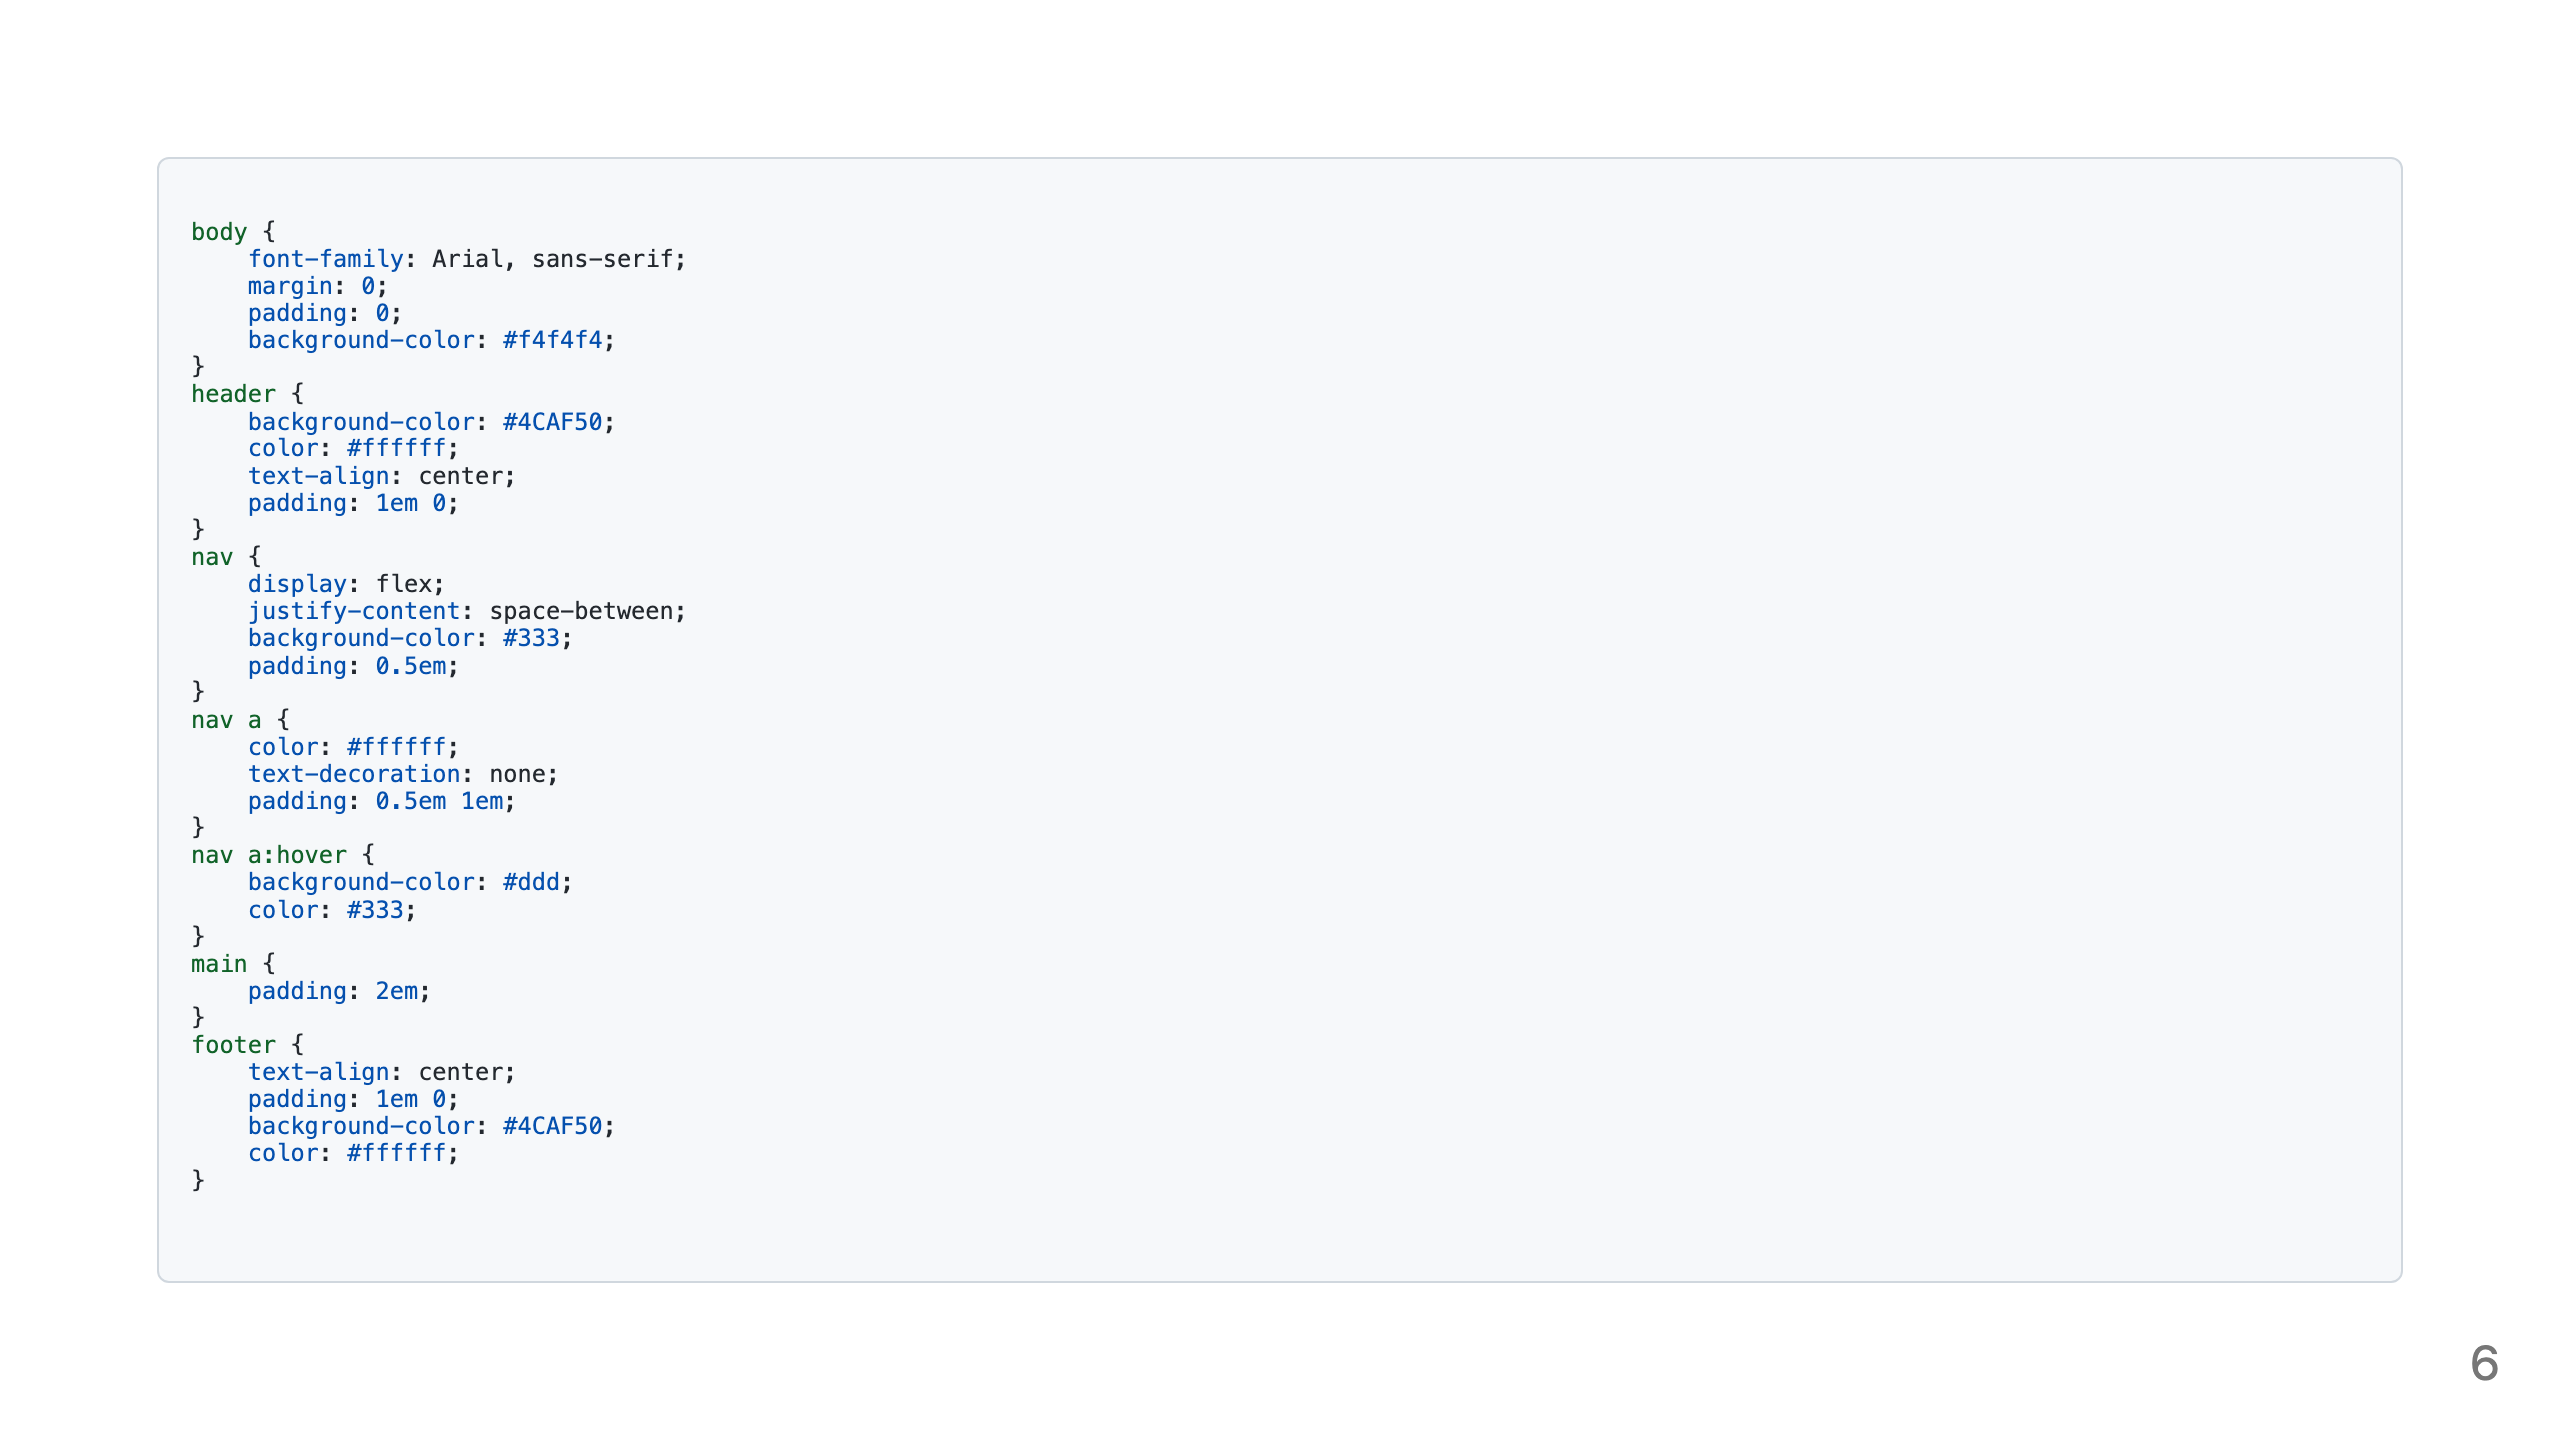 body {
    font-family: Arial, sans-serif;
    margin: 0;
    padding: 0;
    background-color: #f4f4f4;
}
header {
    background-color: #4CAF50;
    color: #ffffff;
    text-align: center;
    padding: 1em 0;
}
nav {
    display: flex;
    justify-content: space-between;
    background-color: #333;
    padding: 0.5em;
}
nav a {
    color: #ffffff;
    text-decoration: none;
    padding: 0.5em 1em;
}
nav a:hover {
    background-color: #ddd;
    color: #333;
}
main {
    padding: 2em;
}
footer {
    text-align: center;
    padding: 1em 0;
    background-color: #4CAF50;
    color: #ffffff;
}
6